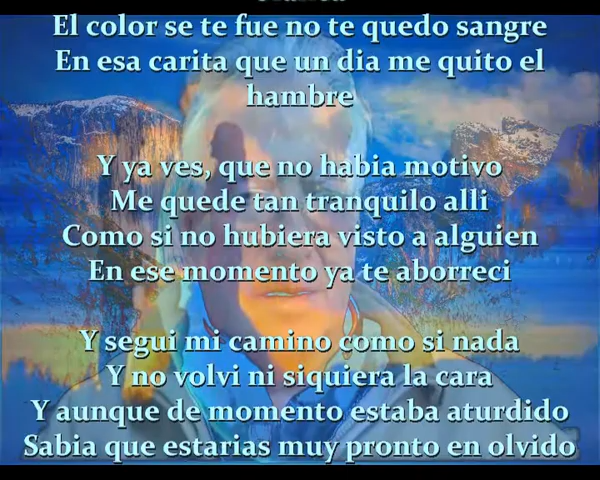 El color se te fue no te quedo sangre
En esa carita que un dia me quito el
hambre
Y ya ves, que no habia motivo
Me quede tan tranquilo alli
Como si no hubiera visto a alguien
En ese momento ya te aborreci
Y segui mi camino como si nada
Y no volvi ni siquiera la cara
Y aunque de momento estaba aturdido
Sabia que estarias muy pronto en olvido